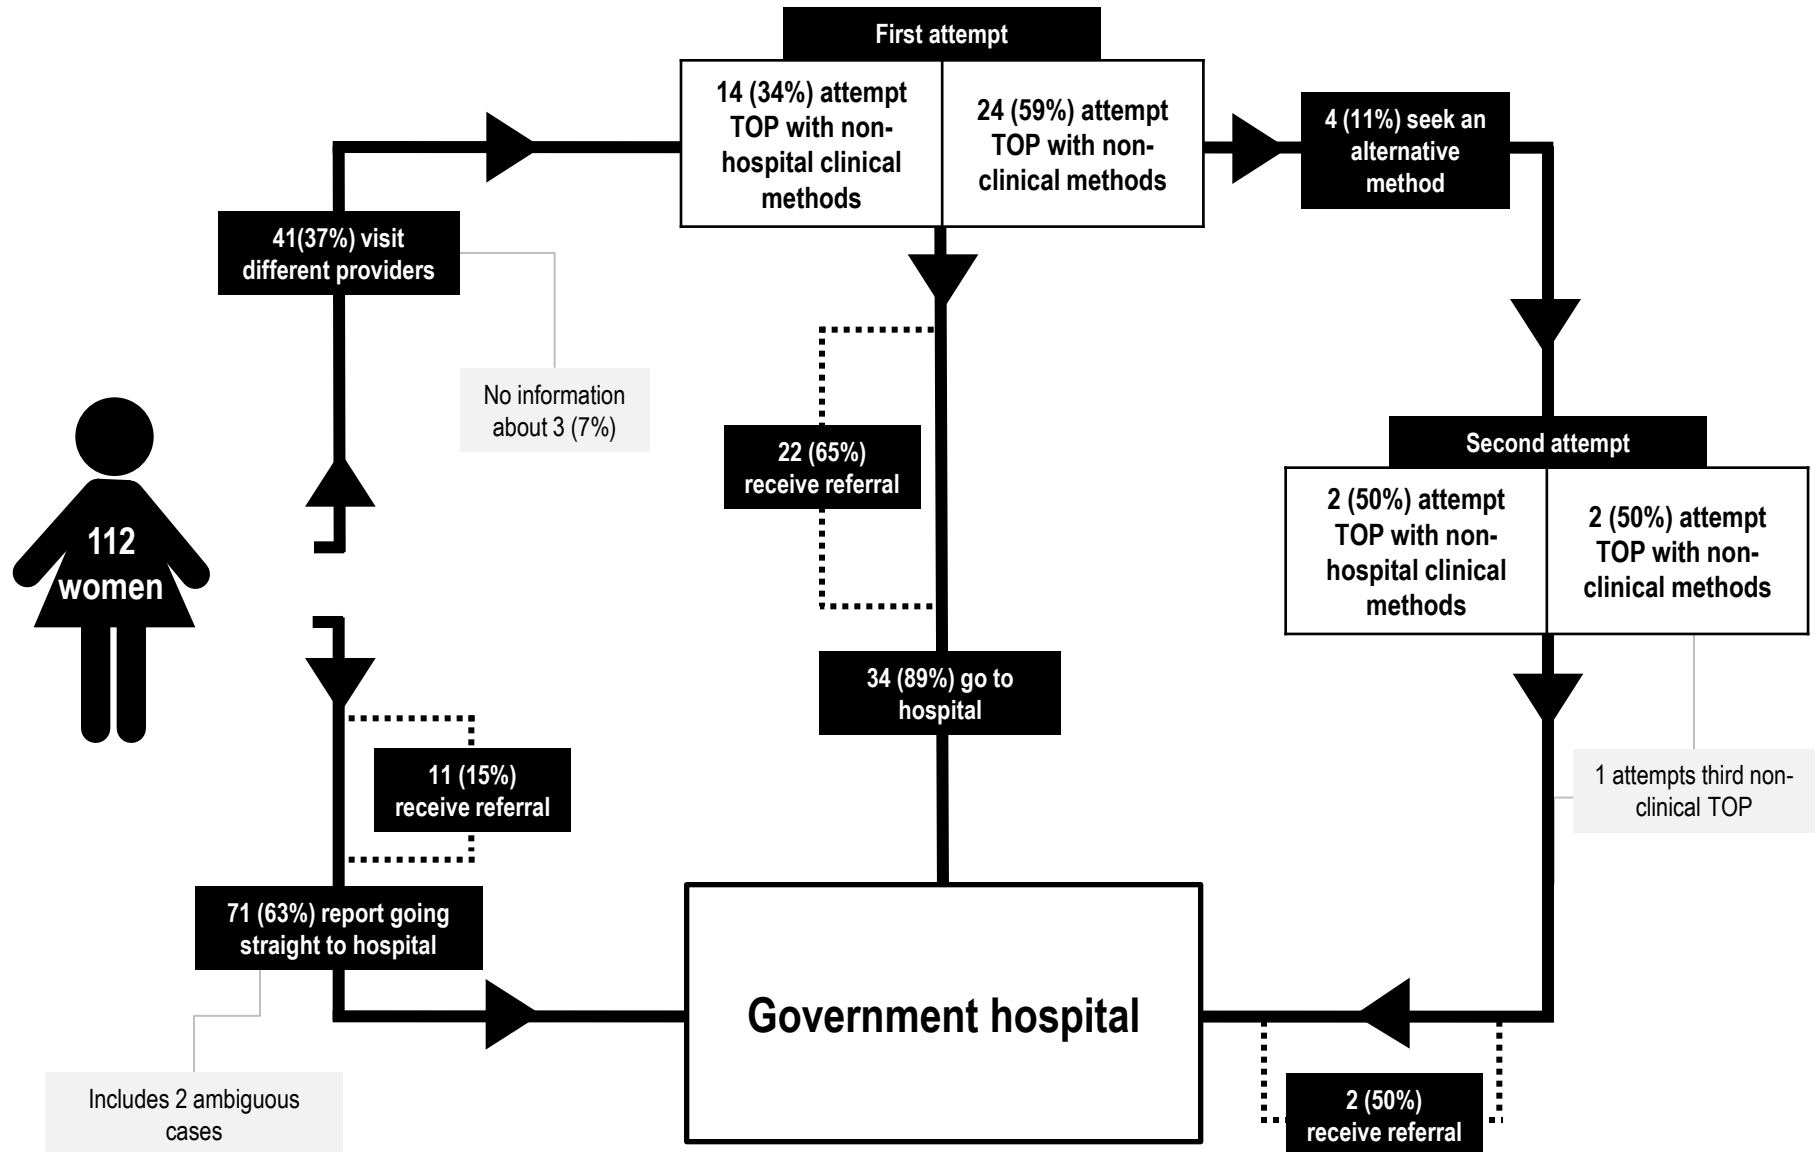 First attempt
14 (34%) attempt
TOP with non-
hospital clinical
methods
24 (59%) attempt
TOP with non-
clinical methods
4 (11%) seek an
alternative
method
41(37%) visit
different providers
No information
about 3 (7%)
22 (65%)
receive referral
Second attempt
2 (50%) attempt
TOP with non-
hospital clinical
methods
2 (50%) attempt
TOP with non-
clinical methods
112
women
34 (89%) go to
hospital
11 (15%)
receive referral
1 attempts third non-
clinical TOP
71 (63%) report going
straight to hospital
Government hospital
Includes 2 ambiguous
cases
2 (50%)
receive referral